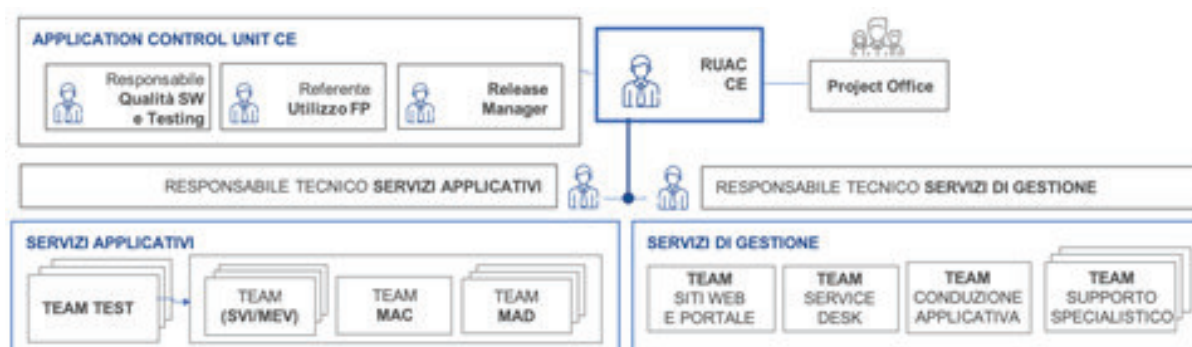 APPLICATION CONTROL UNIT CE
Responsabile
Qualità SW
e Testing
Referente
Utilizzo FP
Release
Manager
RUAC
CE
Project Office
RESPONSABILE TECNICO SERVIZI APPLICATIVI
RESPONSABILE TECNICO SERVIZI DI GESTIONE
SERVIZI APPLICATIVI
TEAM TEST
TEAM
(SVI/MEV)
TEAM
MAC
TEAM
MAD
SERVIZI DI GESTIONE
TEAM
SITI WEB
E PORTALE
TEAM
SERVICE
DESK
TEAM
CONDUZIONE
APPLICATIVA
TEAM
SUPPORTO
SPECIALISTICO